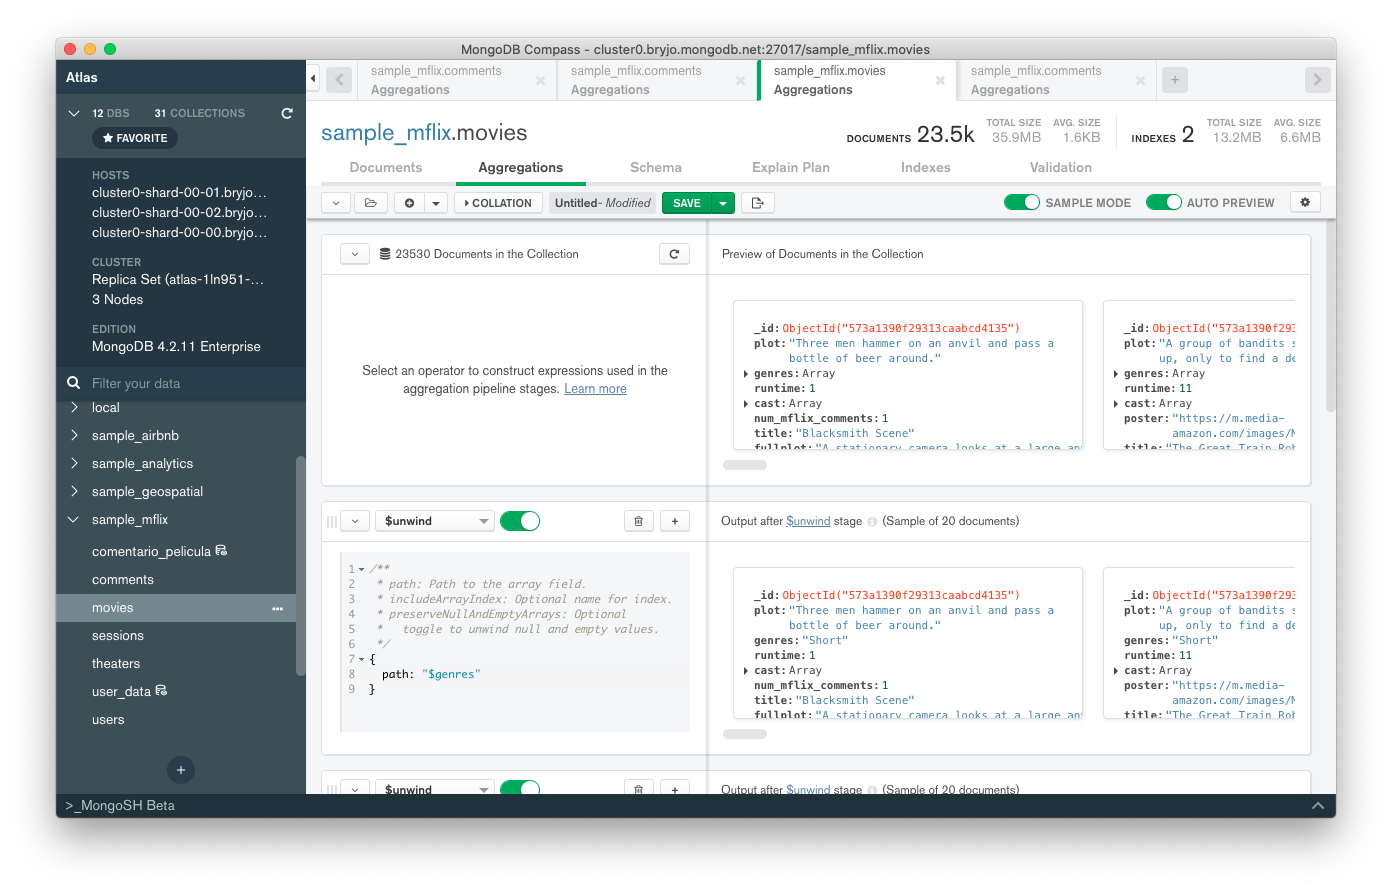 MongoDB Compass - cluster0.bryjo.mongodb.net:27017/sample_mflix.movies
Atlas
12 DBS 31 COLLECTIONS
FAVORITE
HOSTS
cluster0-shard-00-01.bryjo...
cluster0-shard-00-02.bryjo...
cluster0-shard-00-00.bryjo...
CLUSTER
Replica Set (atlas-1ln951-...
3 Nodes
EDITION
MongoDB 4.2.11 Enterprise
Filter your data
local
sample_airbnb
sample_analytics
sample_geospatial
sample_mflix
comentario_pelicula
comments
movies
sessions
theaters
user_data
users
+
>_MongoSH Beta
sample_mflix.comments
Aggregations
sample_mflix.comments
Aggregations
sample_mflix.movies
Aggregations
sample_mflix.comments
Aggregations
sample_mflix.movies
DOCUMENTS 23.5k TOTAL SIZE 35.9MB AVG. SIZE 1.6KB
INDEXES 2 TOTAL SIZE 13.2MB AVG. SIZE 6.6MB
Documents Aggregations Schema Explain Plan Indexes Validation
COLLATION Untitled- Modified SAVE SAMPLE MODE AUTO PREVIEW
23530 Documents in the Collection
Select an operator to construct expressions used in the
aggregation pipeline stages. Learn more
Preview of Documents in the Collection
_id: ObjectId("573a1390f29313caabcd4135")
plot: "Three men hammer on an anvil and pass a
bottle of beer around."
genres: Array
runtime: 1
cast: Array
num_mflix_comments: 1
title: "Blacksmith Scene"
fullplot: "A stationary camera looks at a large an
_id: ObjectId("573a1390f293
plot: "A group of bandits s
up, only to find a de
genres: Array
runtime: 11
cast: Array
poster: "https://m.media-
amazon.com/images/M
title: "The Great Train Rob
$unwind
1 /**
2 * path: Path to the array field.
3 * includeArrayIndex: Optional name for index.
4 * preserveNullAndEmptyArrays: Optional
5 * toggle to unwind null and empty values.
6 */
7 {
8 path: "$genres"
9 }
Output after $unwind stage (Sample of 20 documents)
_id: ObjectId("573a1390f29313caabcd4135")
plot: "Three men hammer on an anvil and pass a
bottle of beer around."
genres: "Short"
runtime: 1
cast: Array
num_mflix_comments: 1
title: "Blacksmith Scene"
fullplot: "A stationary camera looks at a large an
_id: ObjectId("573a1390f293
plot: "A group of bandits s
up, only to find a de
genres: "Short"
runtime: 11
cast: Array
poster: "https://m.media-
amazon.com/images/M
title: "The Great Train Rob
$unwind
Output after $unwind stage (Sample of 20 documents)